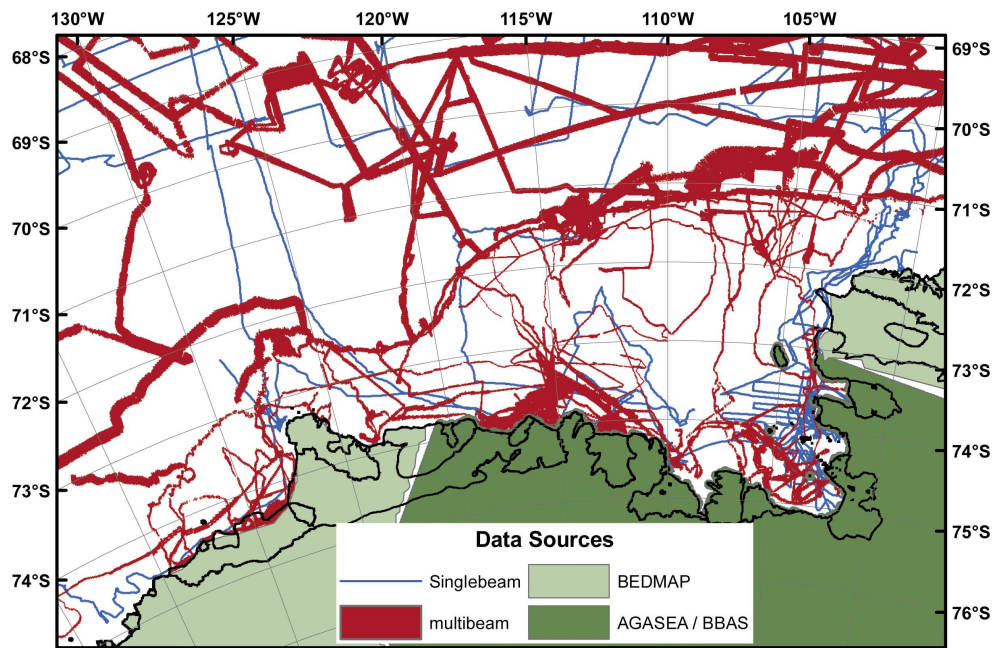 130°W 125°W 120°W 115°W 110°W 105°W
68°S 69°S
69°S 70°S
70°S 71°S
71°S 72°S
72°S 73°S
73°S 74°S
74°S 75°S
76°S
Data Sources
Singlebeam BEDMAP
multibeam AGASEA / BBAS